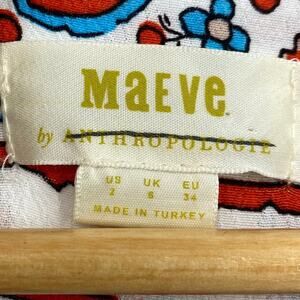 MAEVE
by ANTHROPOLOGIE
US UK EU
2 6 34
MADE IN TURKEY